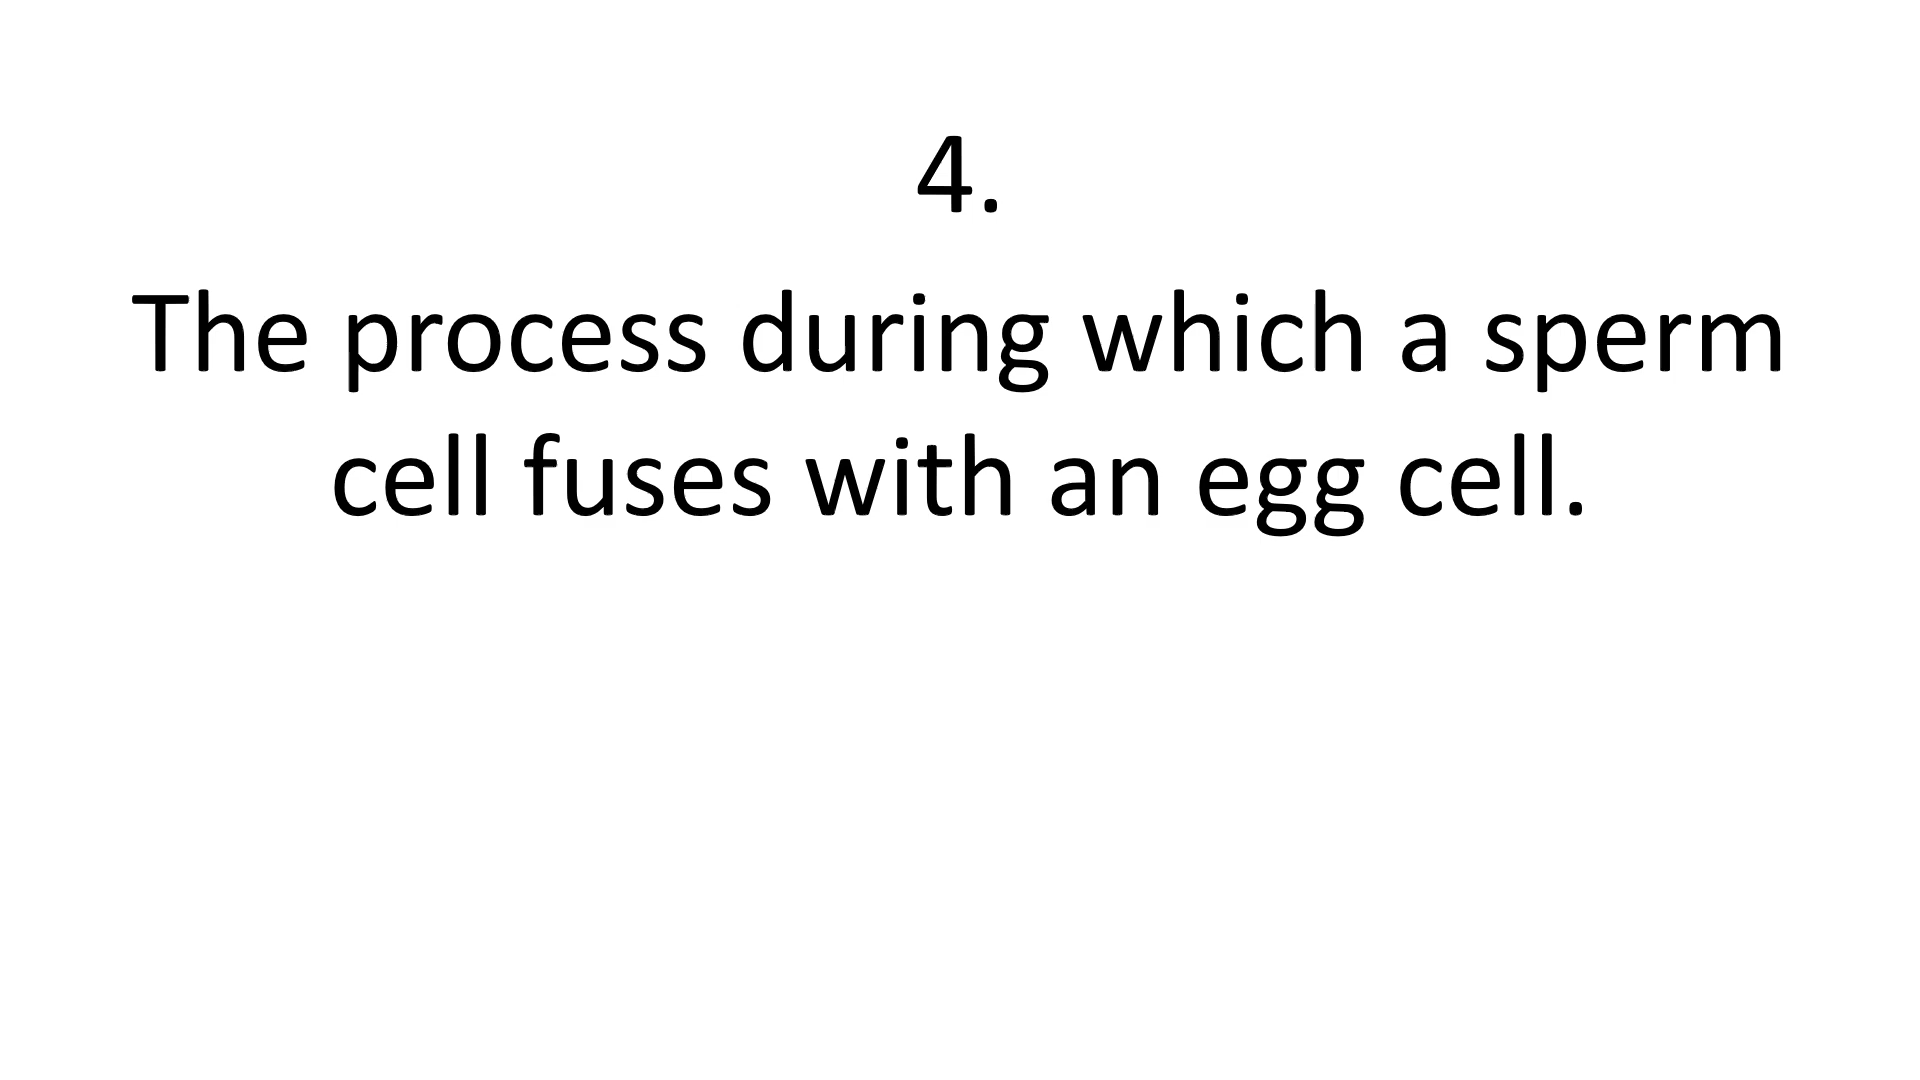 4.
The process during which a sperm
cell fuses with an egg cell.